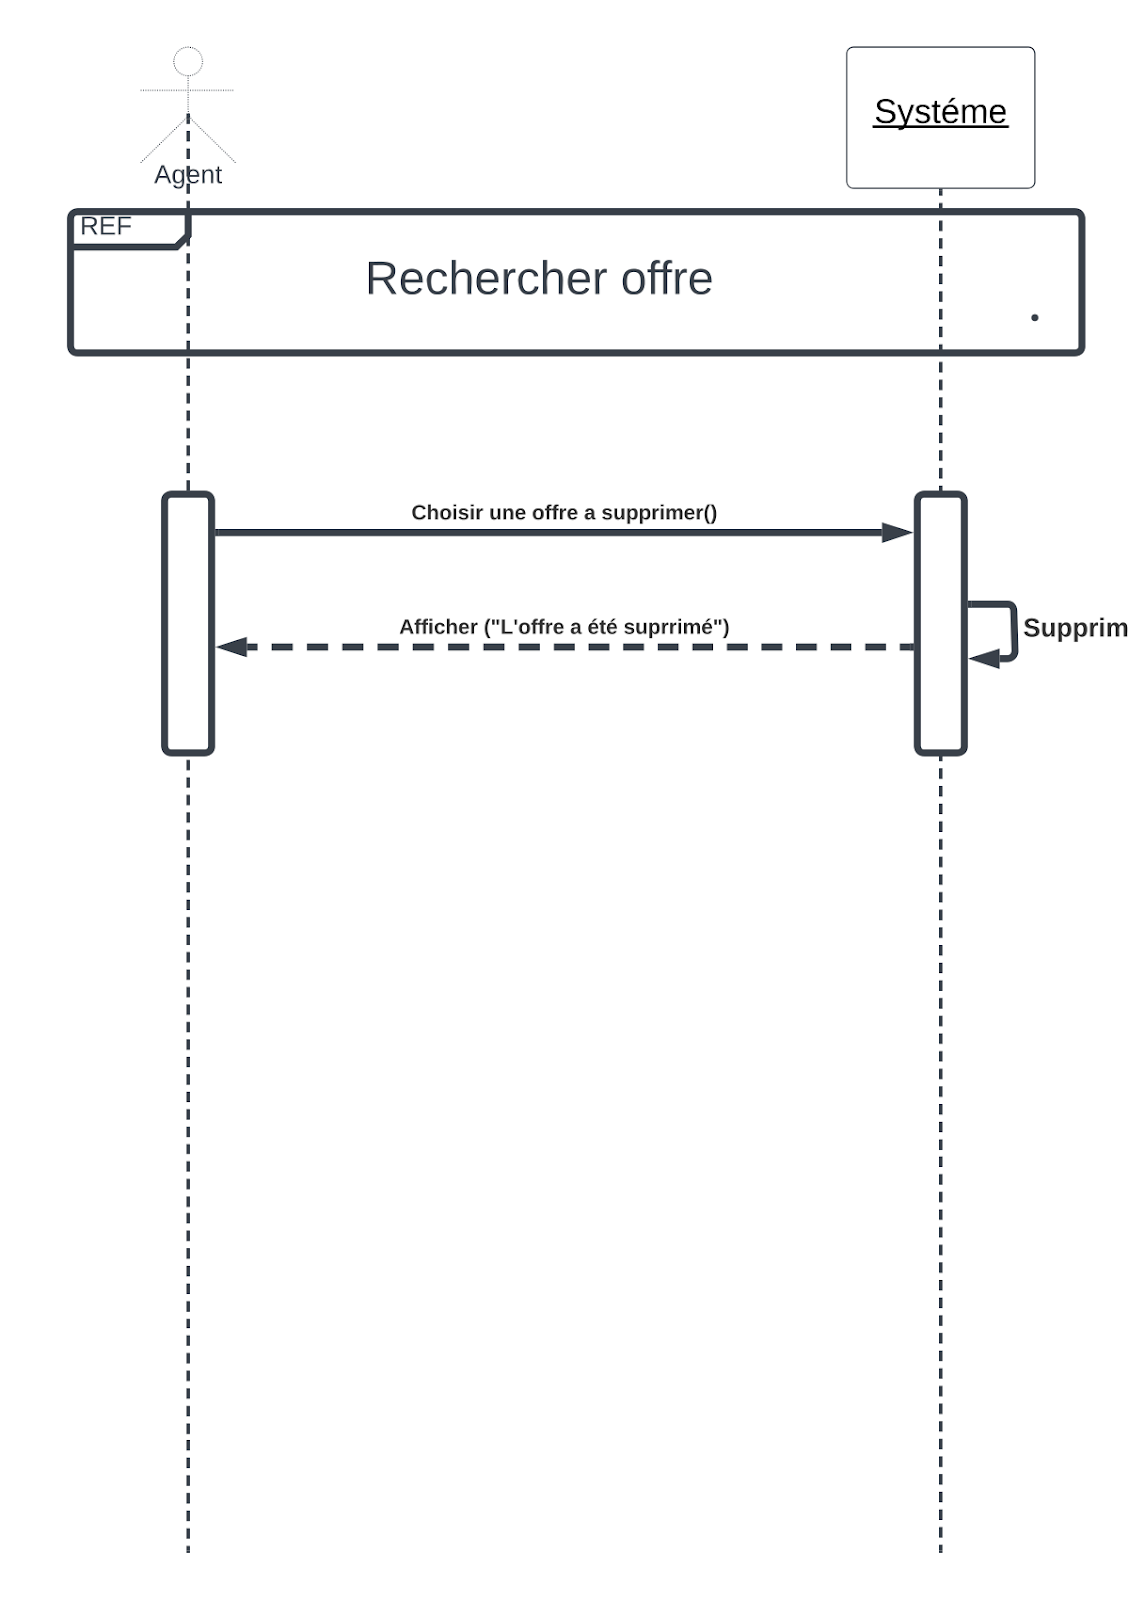 Agent
Systéme
REF
Rechercher offre
Choisir une offre a supprimer()
Afficher ("L'offre a été suprrimé")
Supprim